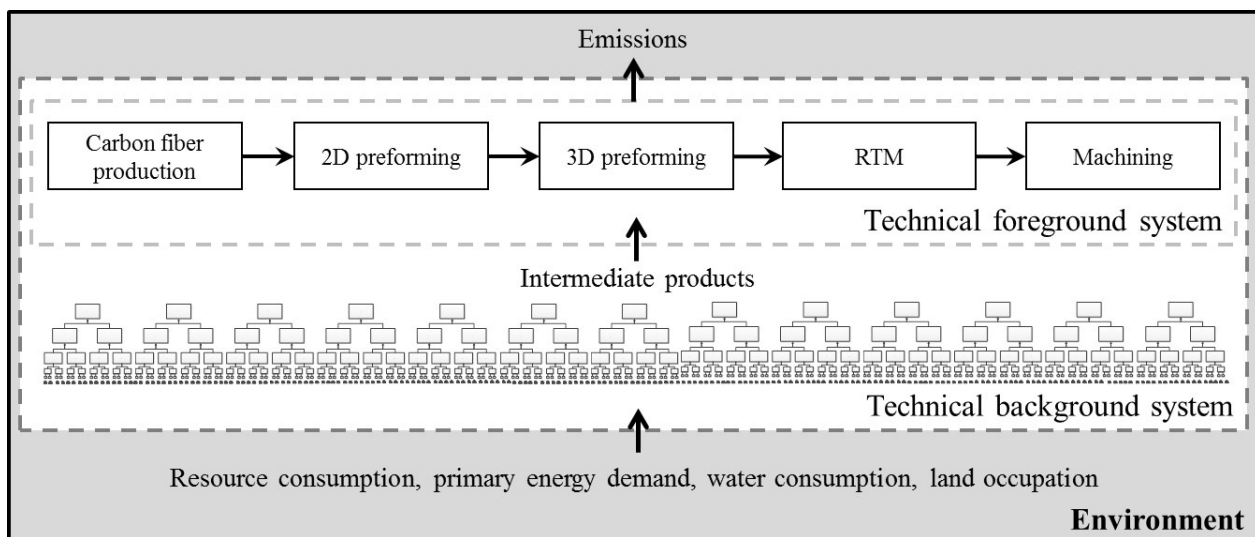 Emissions
Carbon fiber
production
2D preforming
3D preforming
RTM
Machining
Technical foreground system
Intermediate products
Technical background system
Resource consumption, primary energy demand, water consumption, land occupation
Environment